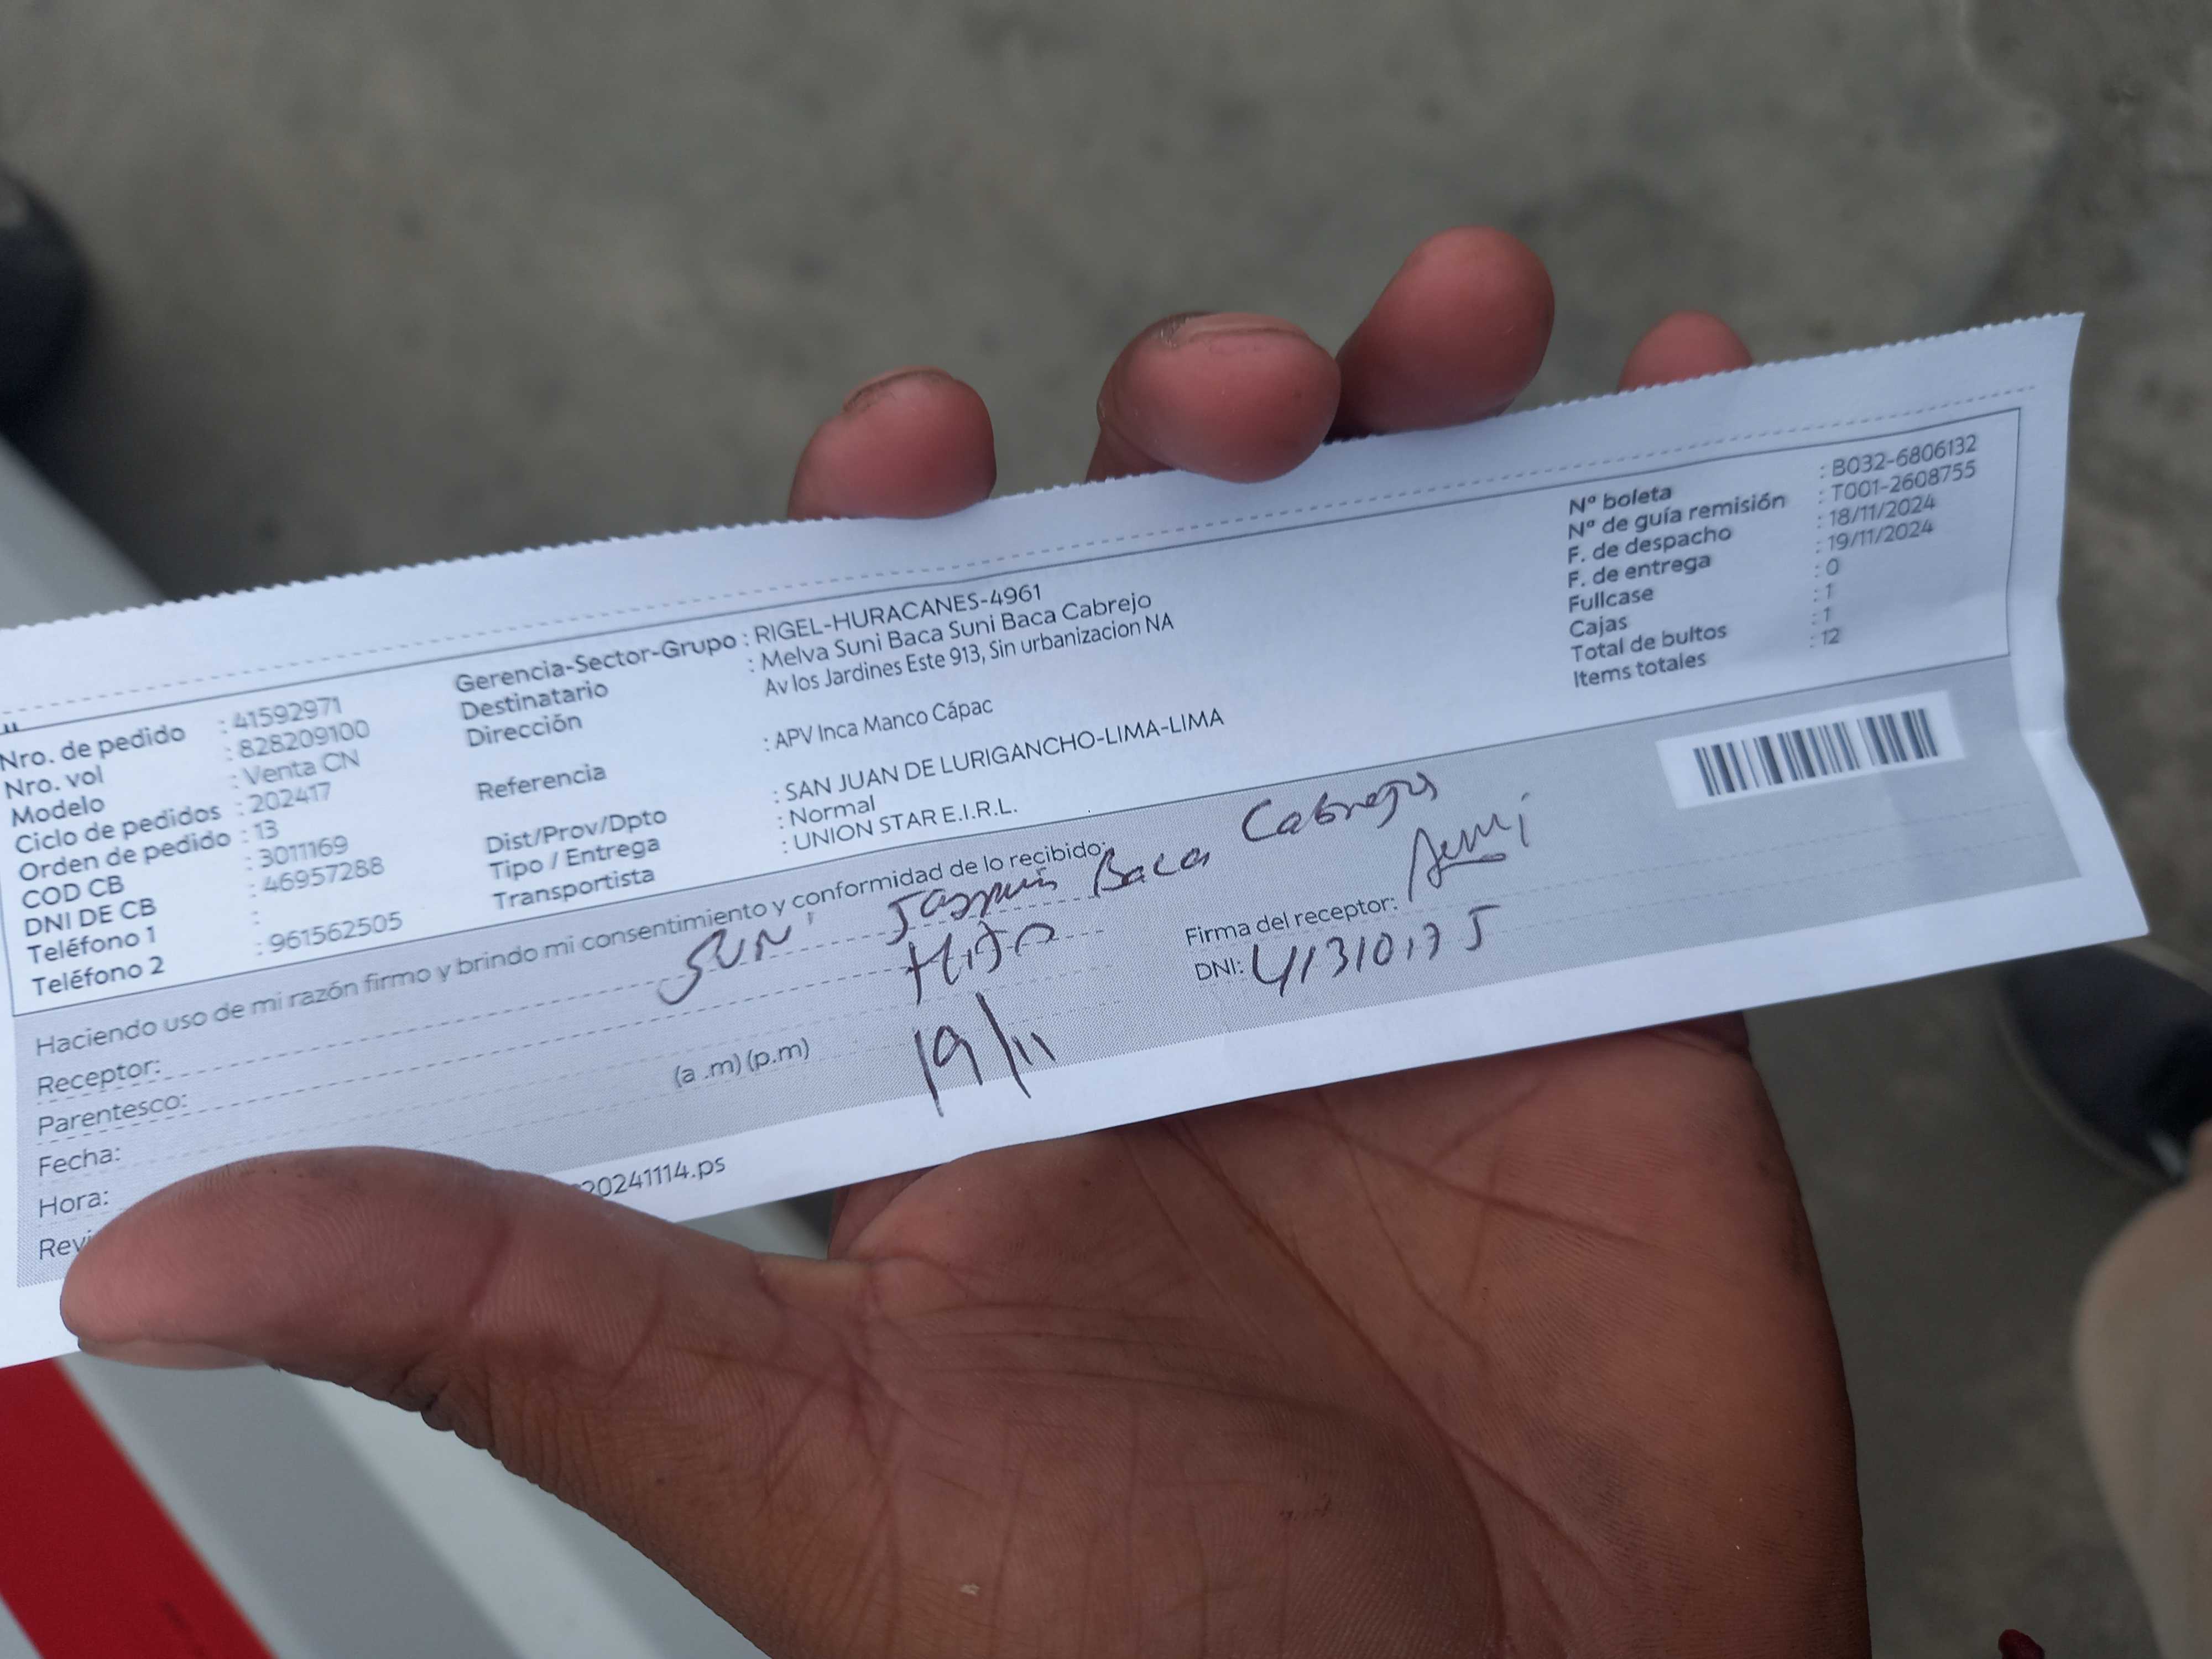 Nro. de pedido : 41592971
Nro. vol : 828209100
Modelo : Venta CN
Ciclo de pedidos : 202417
Orden de pedido : 13
COD CB : 3011169
DNI DE CB : 46957288
Teléfono 1 :
Teléfono 2 : 961562505
Gerencia-Sector-Grupo : RIGEL-HURACANES-4961
Destinatario : Melva Suni Baca Suni Baca Cabrejo
Dirección Av los Jardines Este 913, Sin urbanizacion NA
: APV Inca Manco Cápac
Referencia
Dist/Prov/Dpto : SAN JUAN DE LURIGANCHO-LIMA-LIMA
Tipo / Entrega : Normal
Transportista : UNION STAR E.I.R.L.
Nº boleta : B032-6806132
Nº de guía remisión : T001-2608755
F. de despacho : 18/11/2024
F. de entrega : 19/11/2024
Fullcase : 0
Cajas : 1
Total de bultos : 1
Items totales : 12
Haciendo uso de mi razón firmo y brindo mi consentimiento y conformidad de lo recibido:
Receptor: Baca Cabrejos
Parentesco:
Fecha: 19/11
Hora: (a .m) (p.m)
Firma del receptor:
DNI:
20241114.ps